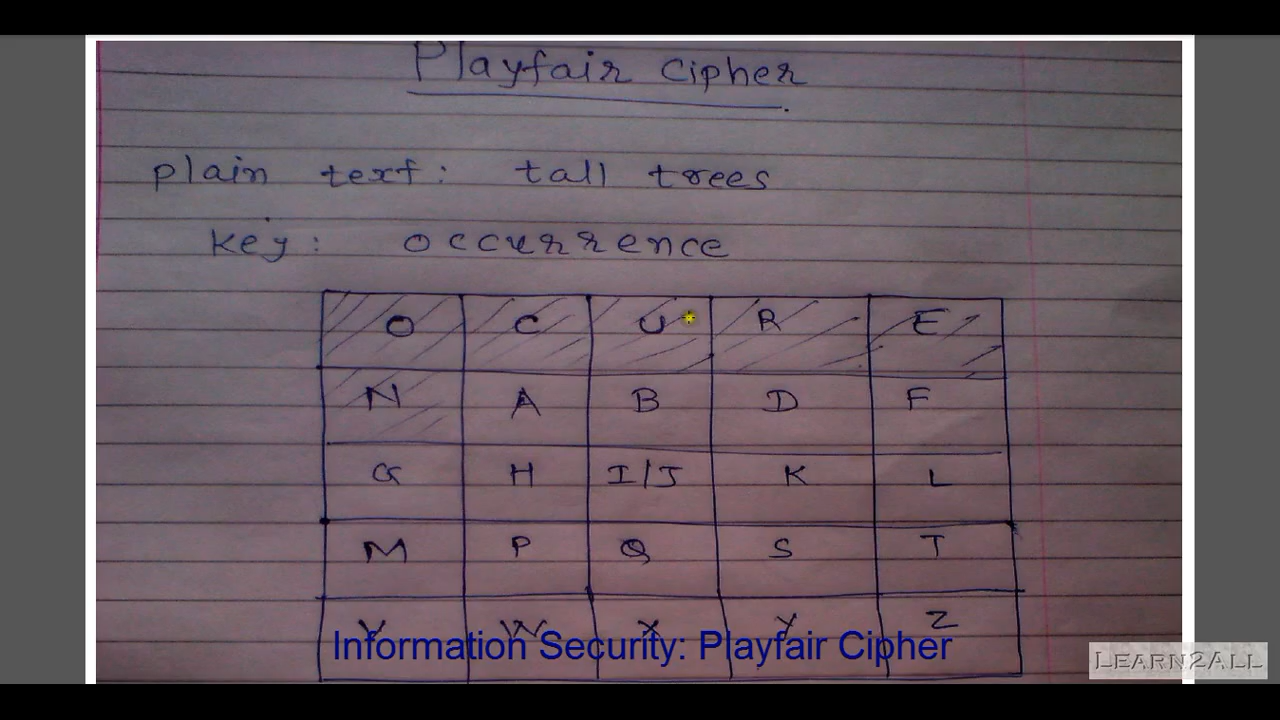 Playfair Cipher
plain text: tall trees
key: occurrence
O C U R E
N A B D F
G H I/J K L
M P Q S T
V W X Y Z
Information Security: Playfair Cipher
LEARN2ALL